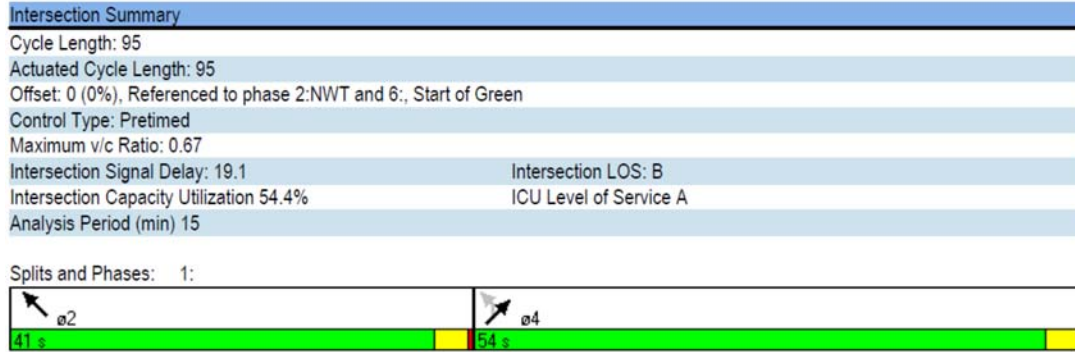 Intersection Summary
Cycle Length: 95
Actuated Cycle Length: 95
Offset: 0 (0%), Referenced to phase 2:NWT and 6:, Start of Green
Control Type: Pretimed
Maximum v/c Ratio: 0.67
Intersection Signal Delay: 19.1 Intersection LOS: B
Intersection Capacity Utilization 54.4% ICU Level of Service A
Analysis Period (min) 15
Splits and Phases: 1:
ø2 ø4
41 s 54 s